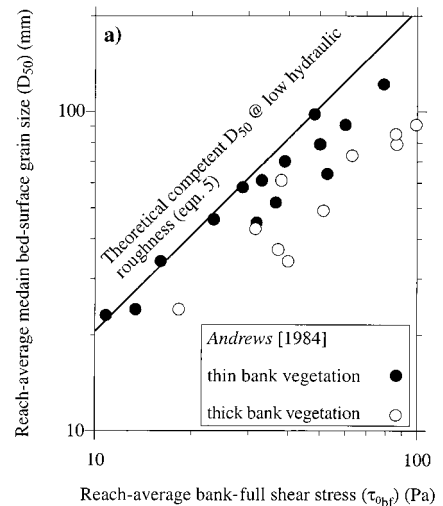 a)
Theoretical competent D50 @ low hydraulic
roughness (eqn. 5)
Reach-average medain bed-surface grain size (D50) (mm)
100
10
Andrews [1984]
thin bank vegetation
thick bank vegetation
10
100
Reach-average bank-full shear stress (τ0bf) (Pa)